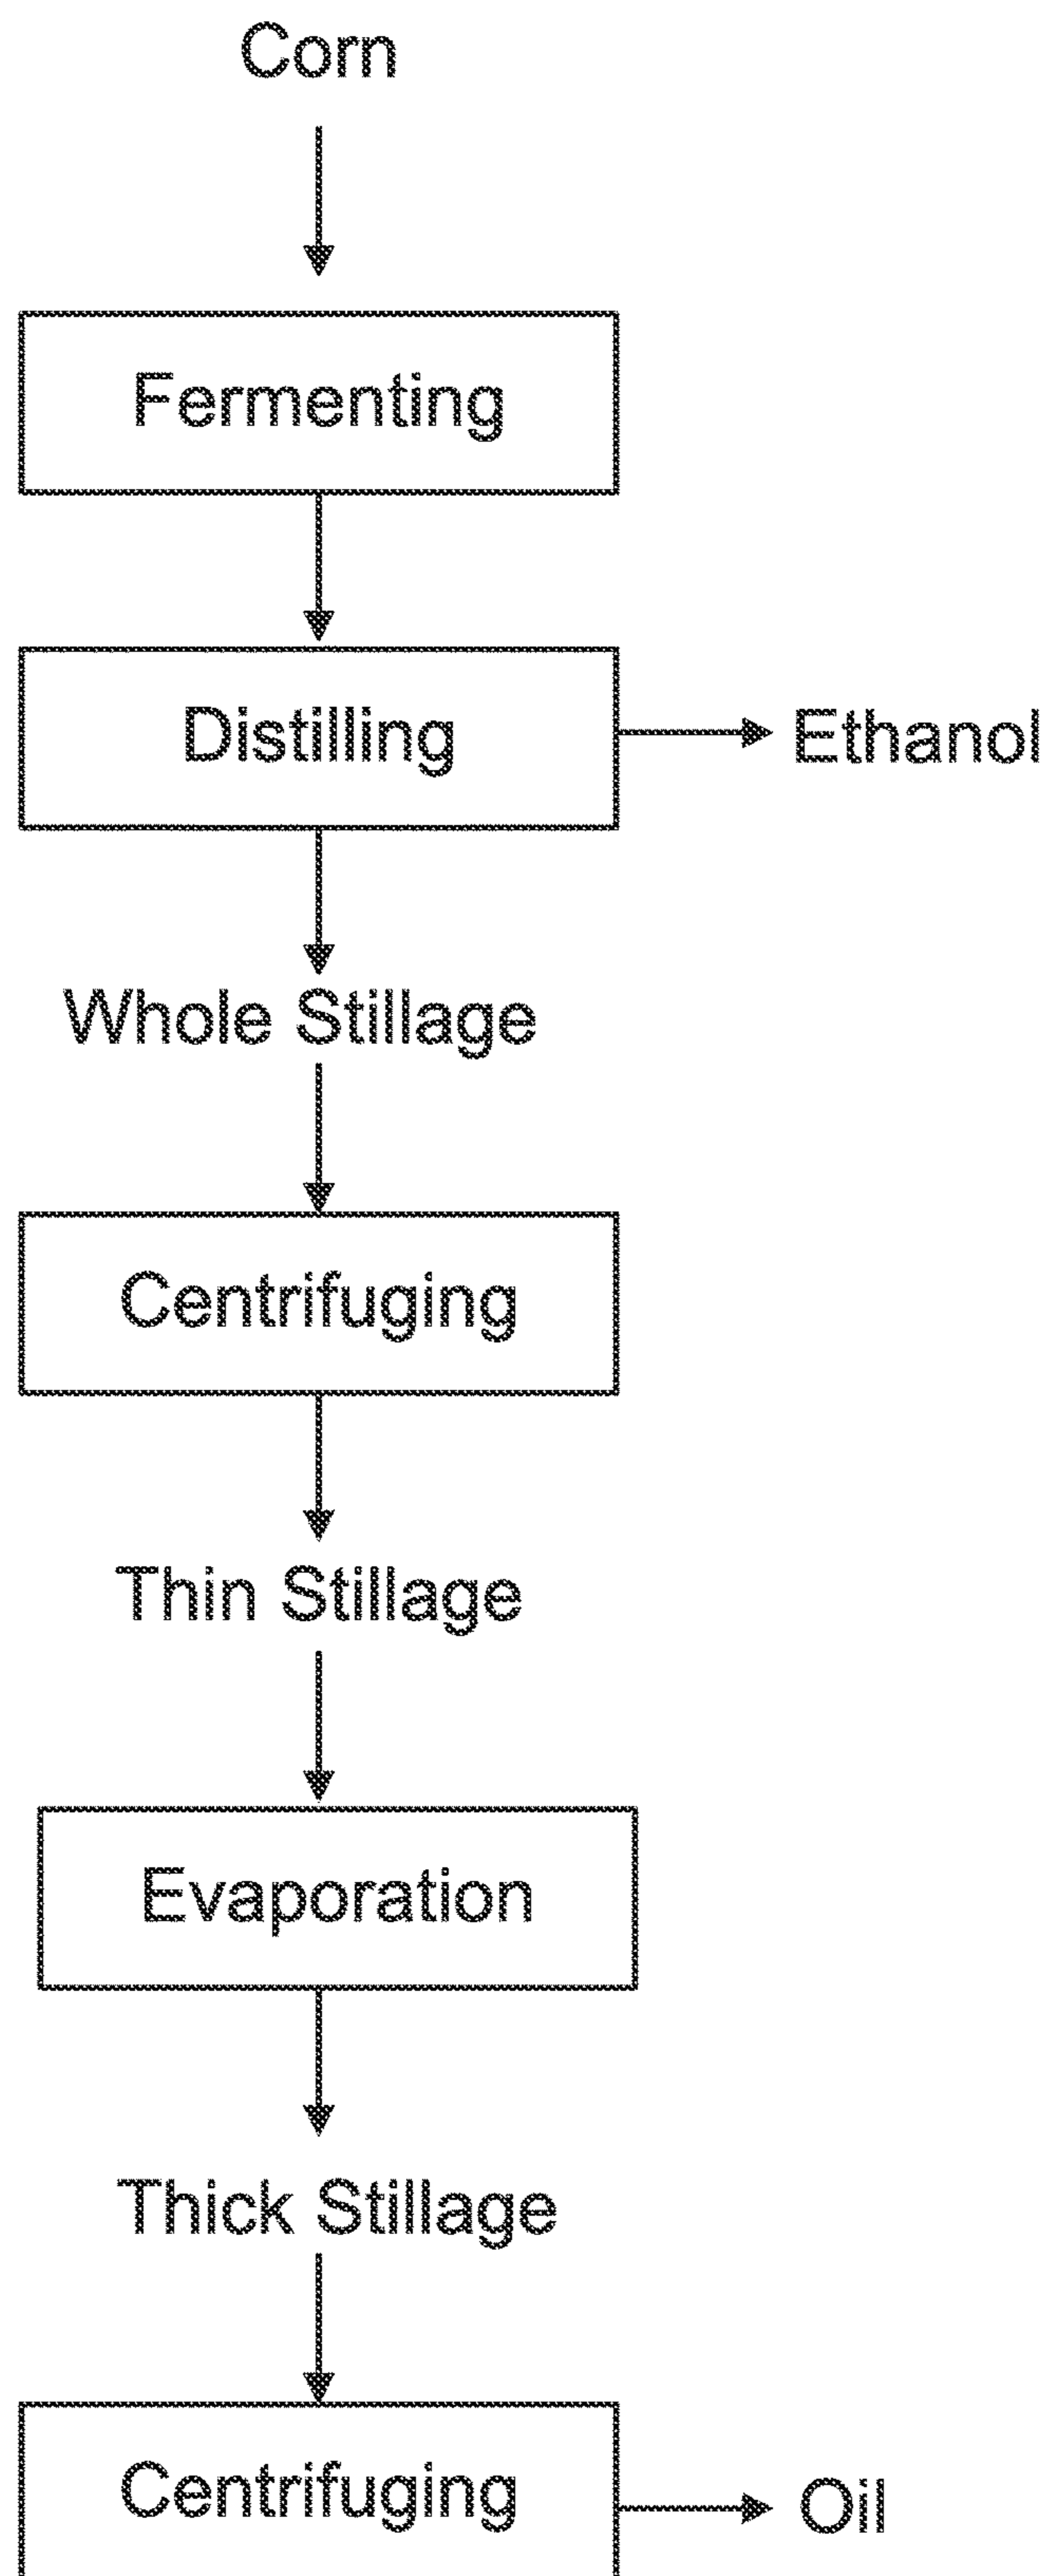 Corn
Fermenting
Distilling
Ethanol
Whole Stillage
Centrifuging
Thin Stillage
Evaporation
Thick Stillage
Centrifuging
Oil